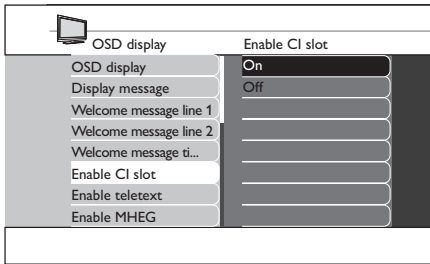 OSD display
Enable CI slot
OSD display
Display message
Welcome message line 1
Welcome message line 2
Welcome message ti...
Enable CI slot
Enable teletext
Enable MHEG
On
Off